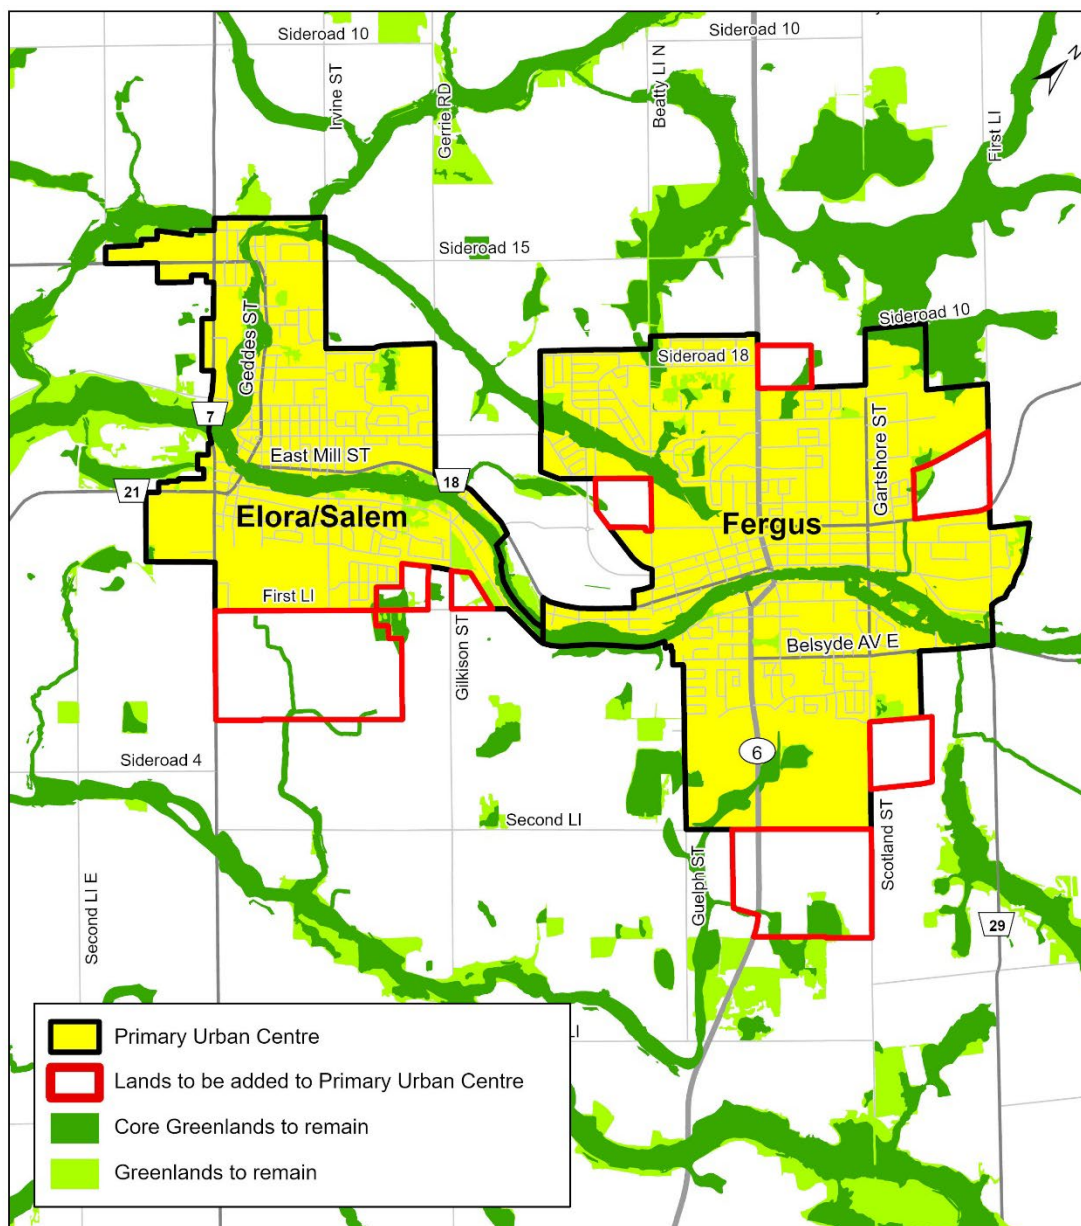 Sideroad 10
Sideroad 10
N
Irvine ST
Gerrie RD
Beatty LI N
First LI
Sideroad 15
Sideroad 10
Geddes ST
Sideroad 18
7
Gartshore ST
East Mill ST
18
21
Elora/Salem
Fergus
First LI
Gilkison ST
Belsyde AV E
6
Sideroad 4
Second LI
Scotland ST
Guelph ST
Second LI E
29
LI
Primary Urban Centre
Lands to be added to Primary Urban Centre
Core Greenlands to remain
Greenlands to remain